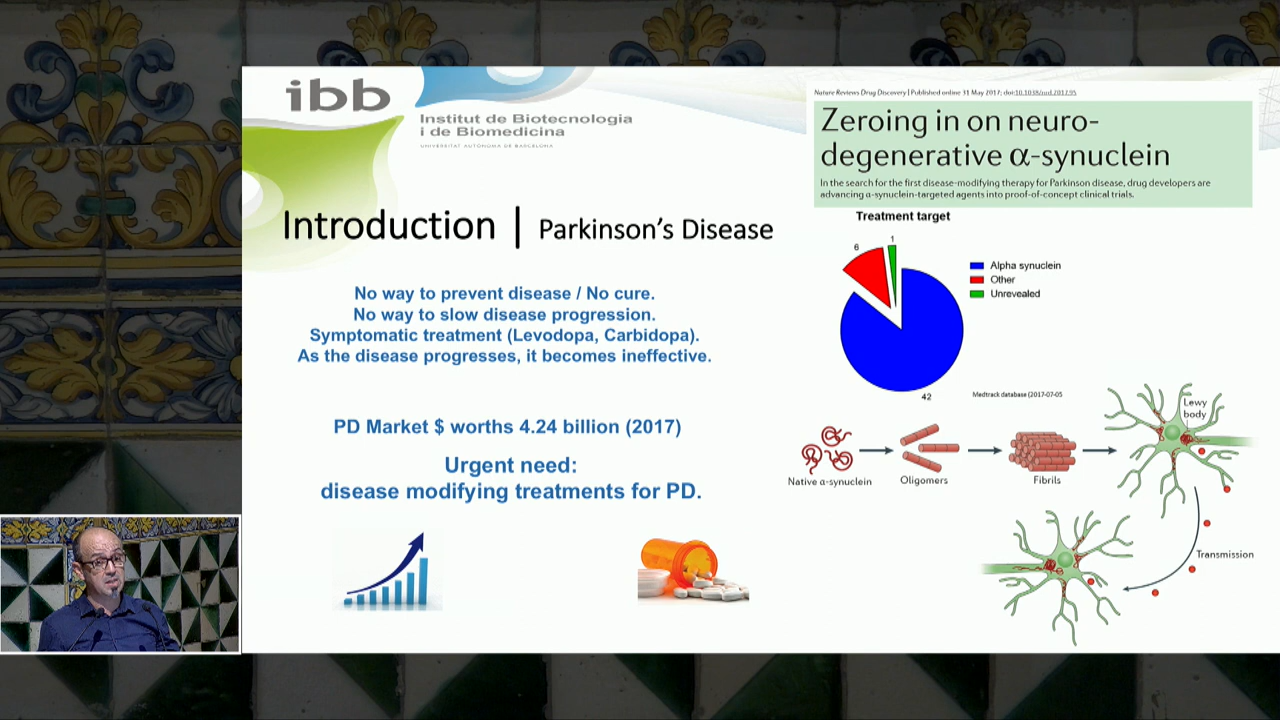 ibb
Institut de Biotecnologia
i de Biomedicina
UNIVERSITAT AUTÒNOMA DE BARCELONA
Nature Reviews Drug Discovery | Published online 31 May 2017; doi:10.1038/nrd.2017.95
Zeroing in on neuro-
degenerative α-synuclein
In the search for the first disease-modifying therapy for Parkinson disease, drug developers are
advancing α-synuclein-targeted agents into proof-of-concept clinical trials.
Introduction | Parkinson's Disease
No way to prevent disease / No cure.
No way to slow disease progression.
Symptomatic treatment (Levodopa, Carbidopa).
As the disease progresses, it becomes ineffective.
PD Market $ worths 4.24 billion (2017)
Urgent need:
disease modifying treatments for PD.
Treatment target
6
1
Alpha synuclein
Other
Unrevealed
42
Medtrack database (2017-07-05
Lewy
body
Native α-synuclein
Oligomers
Fibrils
Transmission